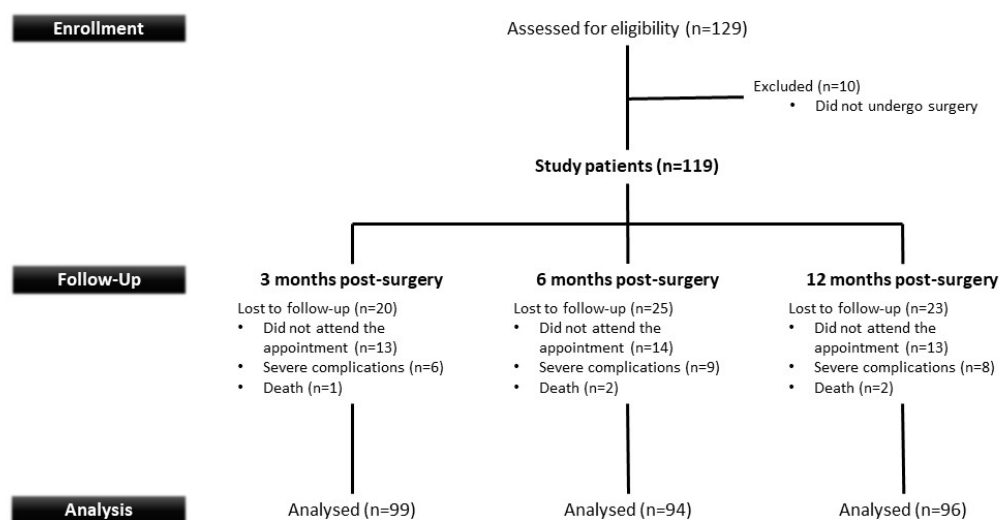 Enrollment
Assessed for eligibility (n=129)
Excluded (n=10)
• Did not undergo surgery
Study patients (n=119)
Follow-Up
3 months post-surgery
Lost to follow-up (n=20)
• Did not attend the
appointment (n=13)
• Severe complications (n=6)
• Death (n=1)
6 months post-surgery
Lost to follow-up (n=25)
• Did not attend the
appointment (n=14)
• Severe complications (n=9)
• Death (n=2)
12 months post-surgery
Lost to follow-up (n=23)
• Did not attend the
appointment (n=13)
• Severe complications (n=8)
• Death (n=2)
Analysis
Analysed (n=99)
Analysed (n=94)
Analysed (n=96)